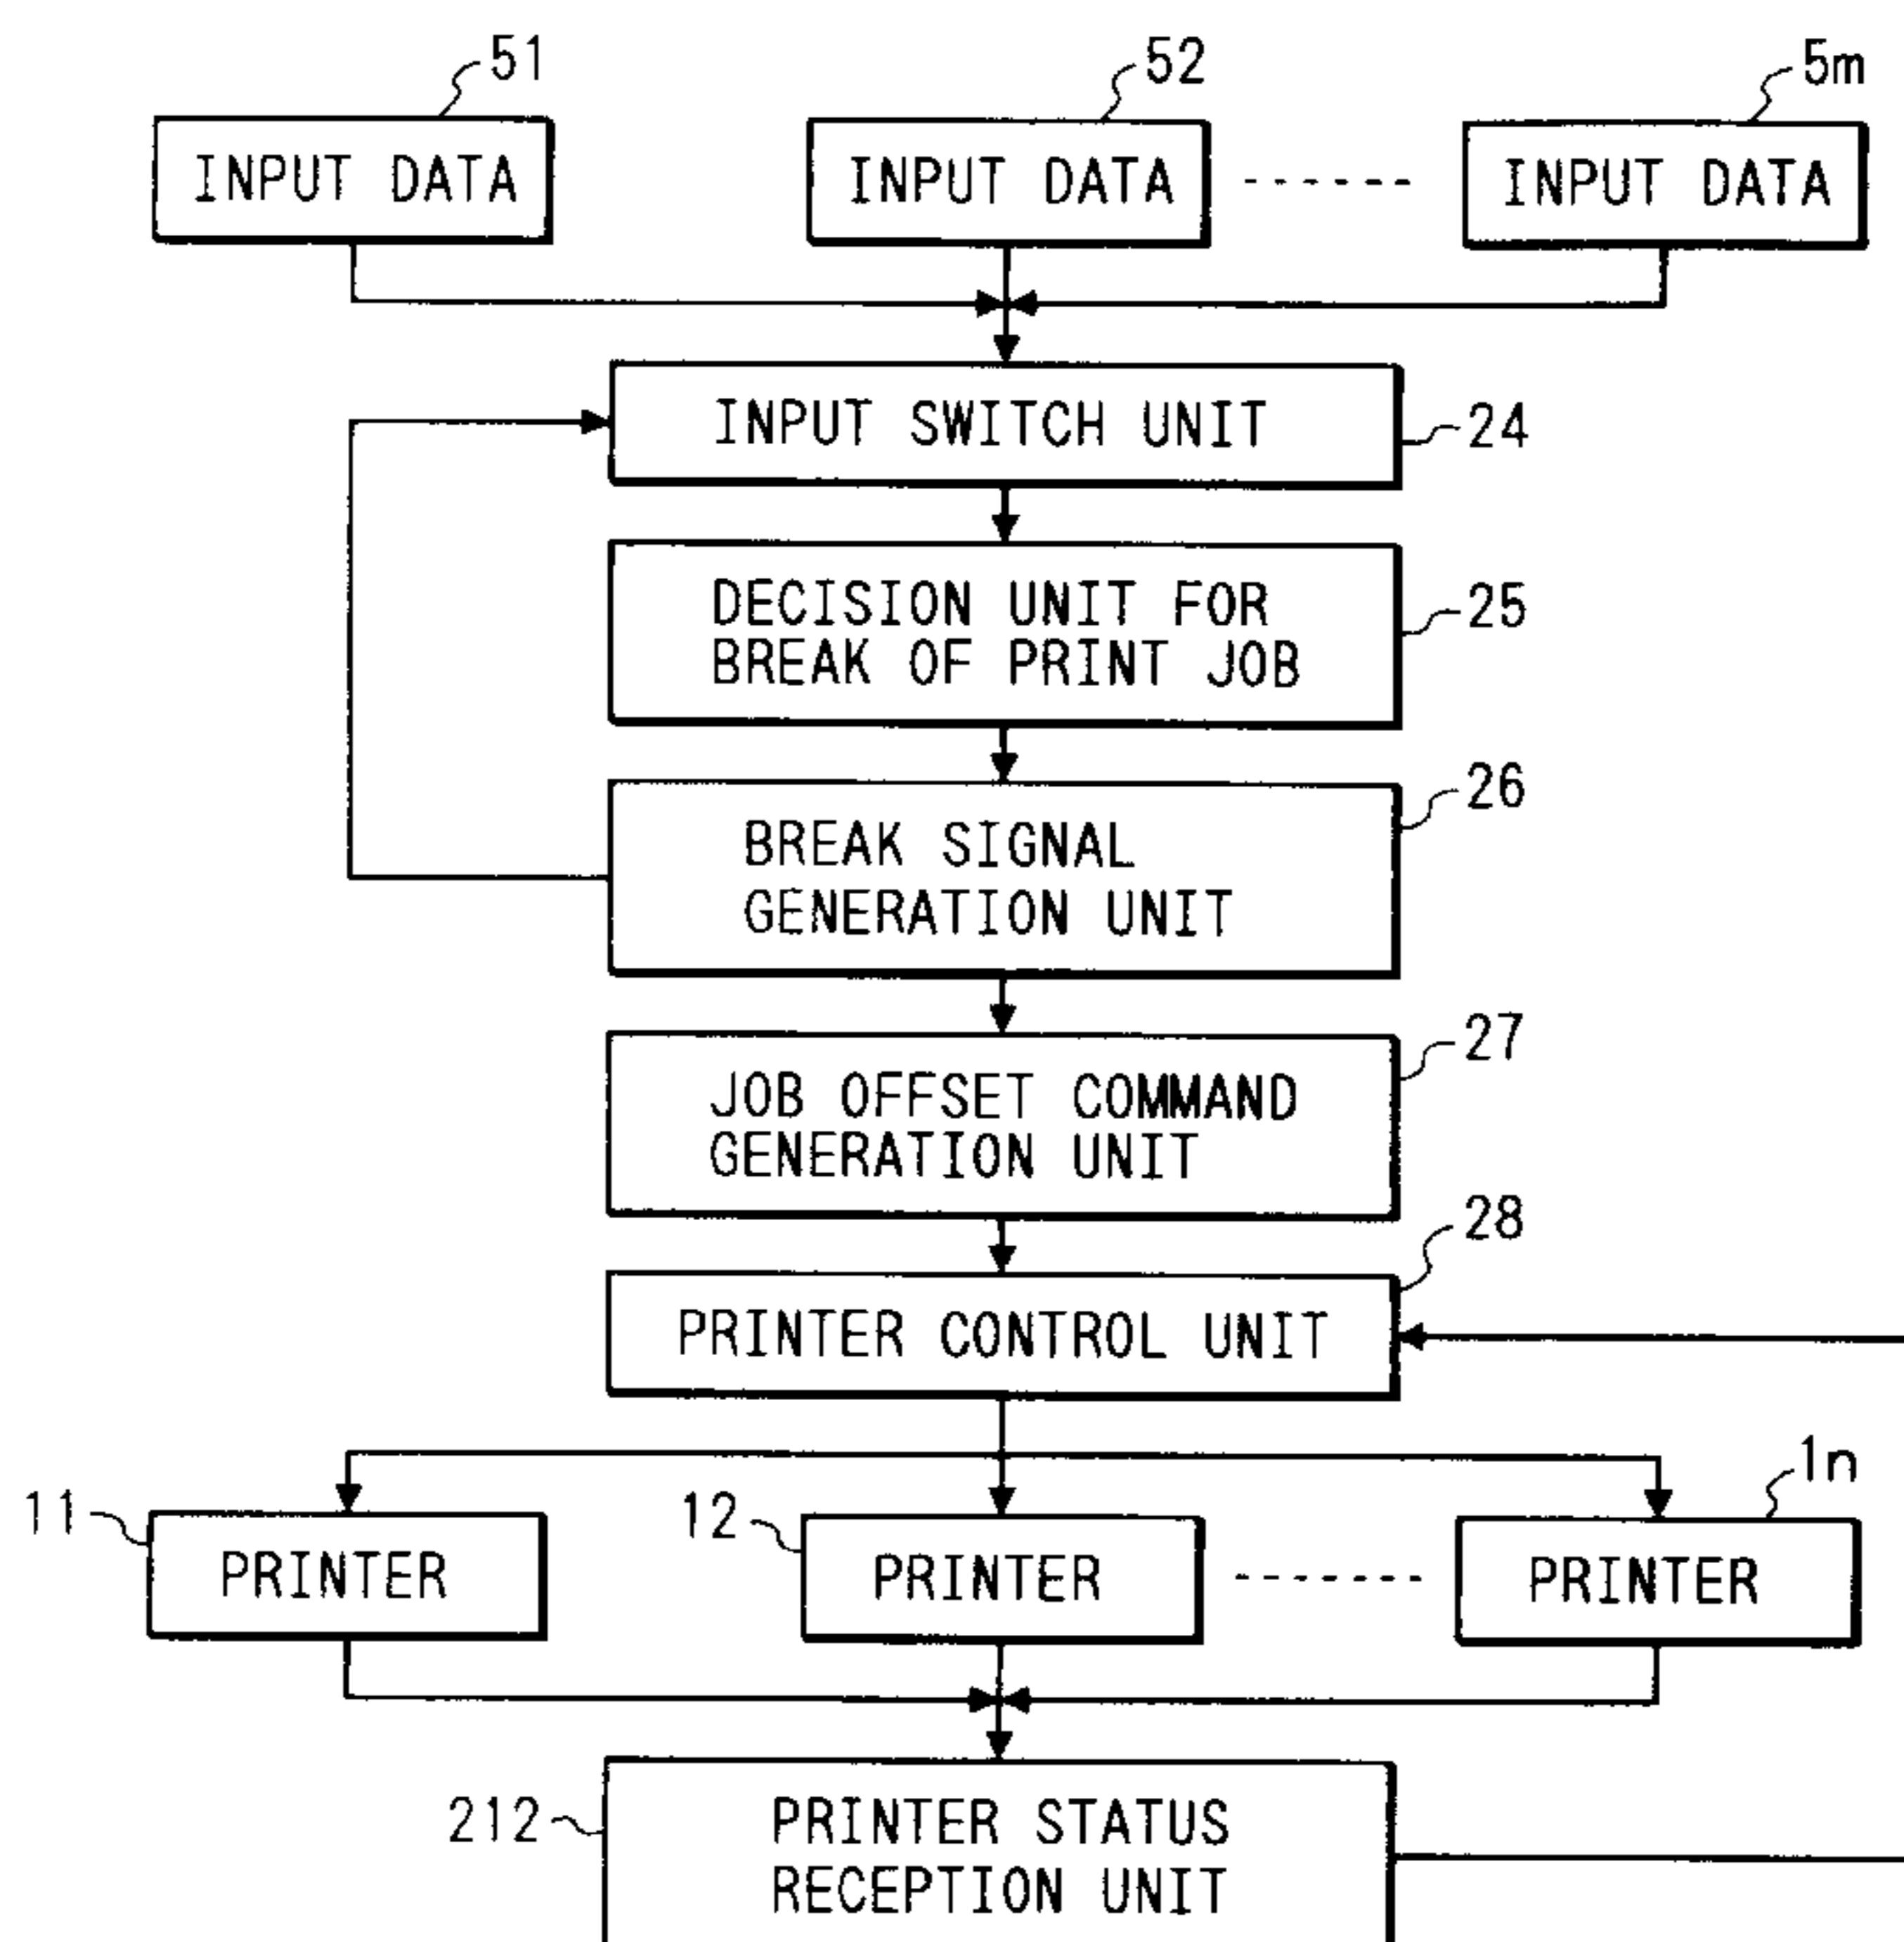 51
52
5m
INPUT DATA
INPUT DATA
INPUT DATA
INPUT SWITCH UNIT
24
DECISION UNIT FOR
BREAK OF PRINT JOB
25
BREAK SIGNAL
GENERATION UNIT
26
JOB OFFSET COMMAND
GENERATION UNIT
27
PRINTER CONTROL UNIT
28
11
PRINTER
12
PRINTER
1n
PRINTER
212
PRINTER STATUS
RECEPTION UNIT